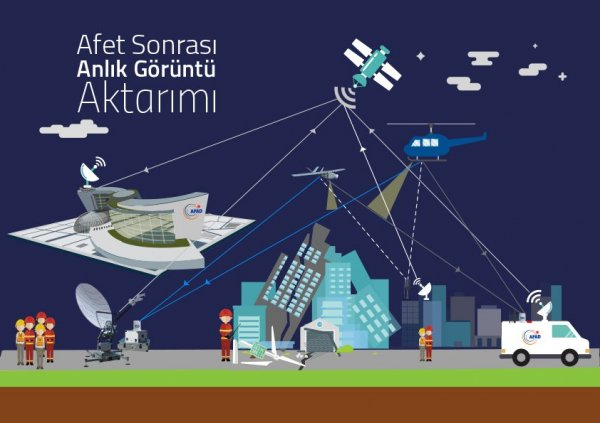 Afet Sonrası
Anlık Görüntü
Aktarımı
AFAD
AFAD